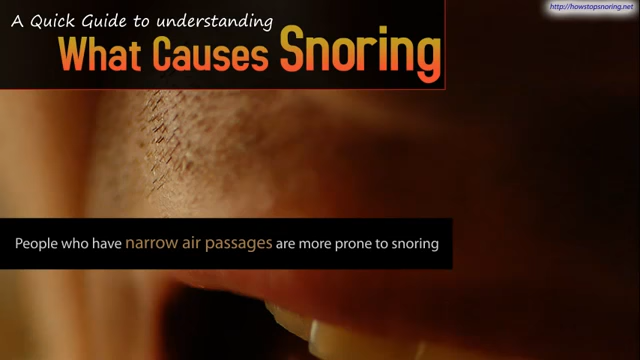 A Quick Guide to understanding
http://howstopsnoring.net
What Causes Snoring
People who have narrow air passages are more prone to snoring